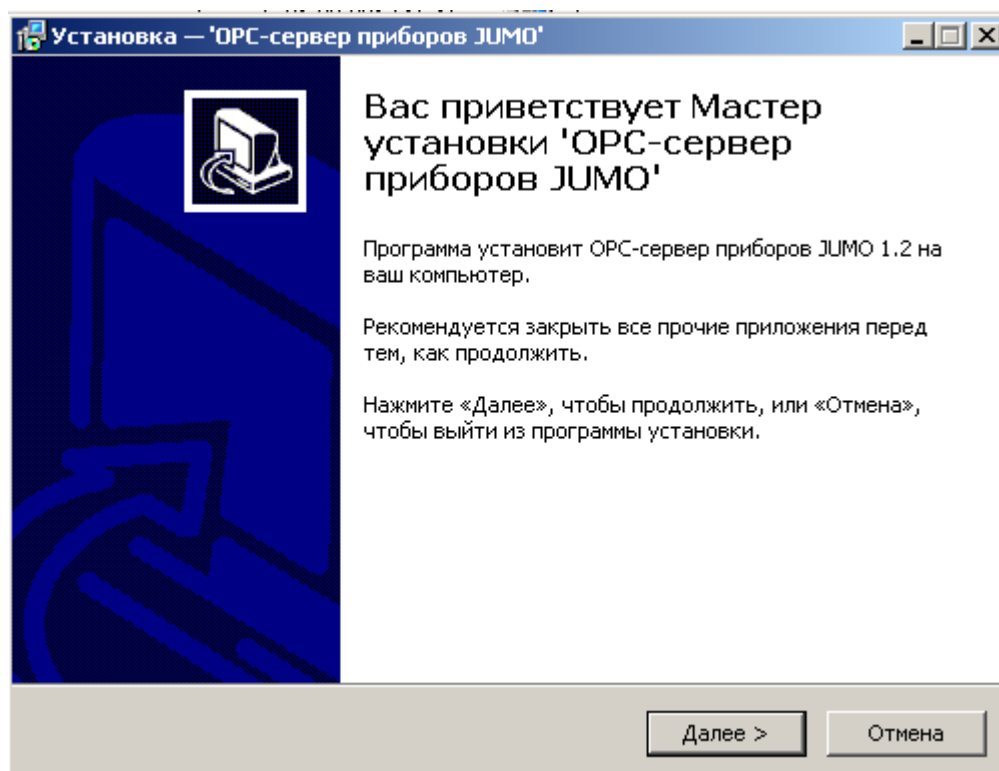 Установка — 'OPC-сервер приборов JUMO'
Вас приветствует Мастер
установки 'OPC-сервер
приборов JUMO'
Программа установит OPC-сервер приборов JUMO 1.2 на
ваш компьютер.
Рекомендуется закрыть все прочие приложения перед
тем, как продолжить.
Нажмите «Далее», чтобы продолжить, или «Отмена»,
чтобы выйти из программы установки.
Далее >
Отмена